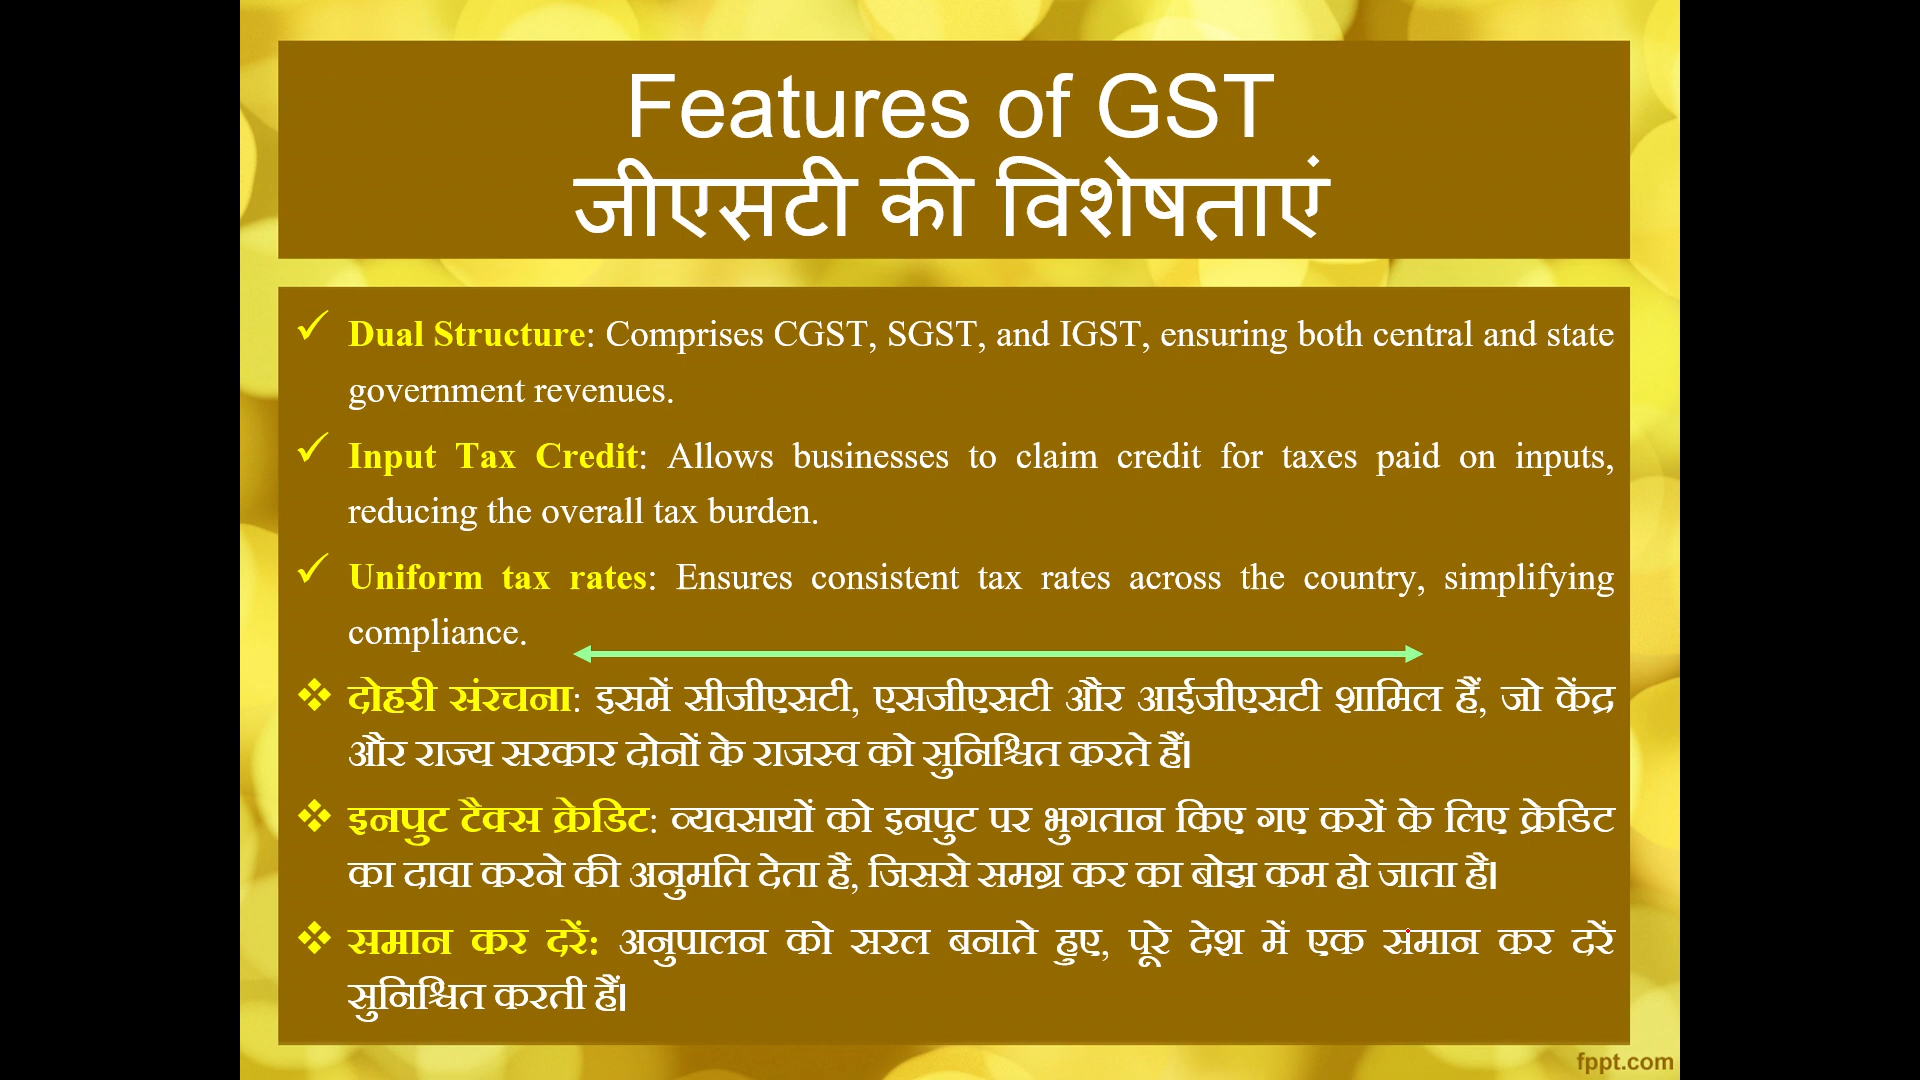 Features of GST
जीएसटी की विशेषताएं
Dual Structure: Comprises CGST, SGST, and IGST, ensuring both central and state
government revenues.
Input Tax Credit: Allows businesses to claim credit for taxes paid on inputs,
reducing the overall tax burden.
Uniform tax rates: Ensures consistent tax rates across the country, simplifying
compliance.
दोहरी संरचना: इसमें सीजीएसटी, एसजीएसटी और आईजीएसटी शामिल हैं, जो केंद्र
और राज्य सरकार दोनों के राजस्व को सुनिश्चित करते हैं।
इनपुट टैक्स क्रेडिट: व्यवसायों को इनपुट पर भुगतान किए गए करों के लिए क्रेडिट
का दावा करने की अनुमति देता है, जिससे समग्र कर का बोझ कम हो जाता है।
समान कर दरें: अनुपालन को सरल बनाते हुए, पूरे देश में एक समान कर दरें
सुनिश्चित करती हैं।
fppt.com